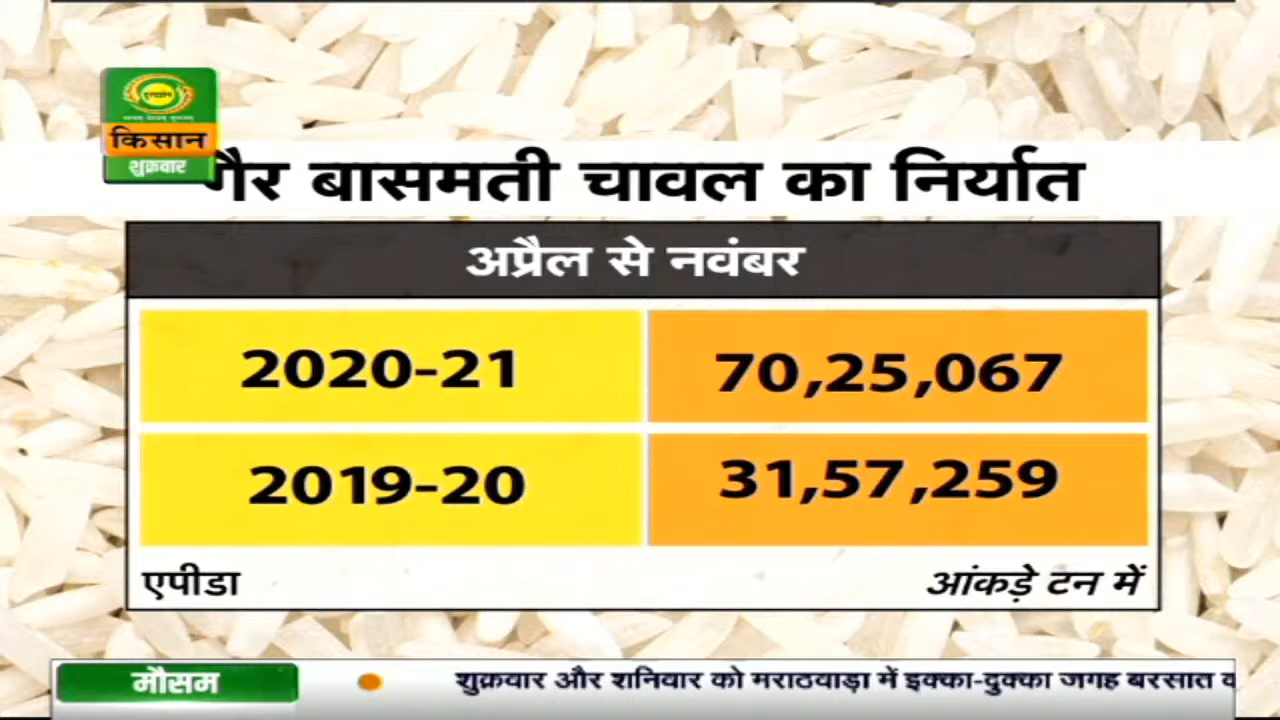 किसान
शुक्रवार
गैर बासमती चावल का निर्यात
अप्रैल से नवंबर
2020-21 70,25,067
2019-20 31,57,259
एपीडा आंकड़े टन में
मौसम शुक्रवार और शनिवार को मराठवाड़ा में इक्का-दुक्का जगह बरसात